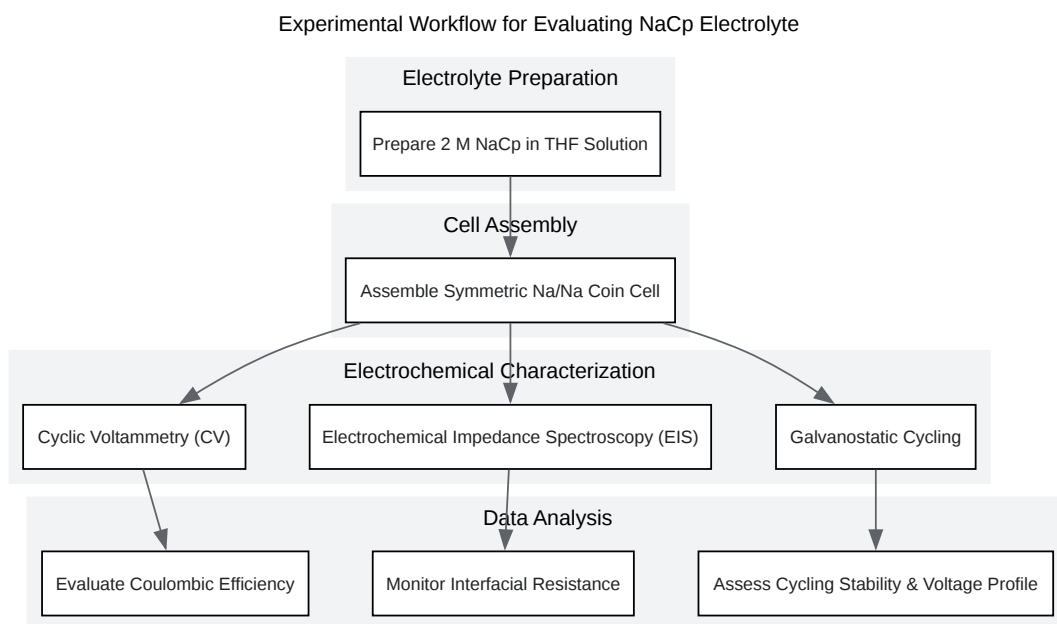 Experimental Workflow for Evaluating NaCp Electrolyte
Electrolyte Preparation
Prepare 2 M NaCp in THF Solution
Cell Assembly
Assemble Symmetric Na/Na Coin Cell
Electrochemical Characterization
Cyclic Voltammetry (CV)
Electrochemical Impedance Spectroscopy (EIS)
Galvanostatic Cycling
Data Analysis
Evaluate Coulombic Efficiency
Monitor Interfacial Resistance
Assess Cycling Stability & Voltage Profile